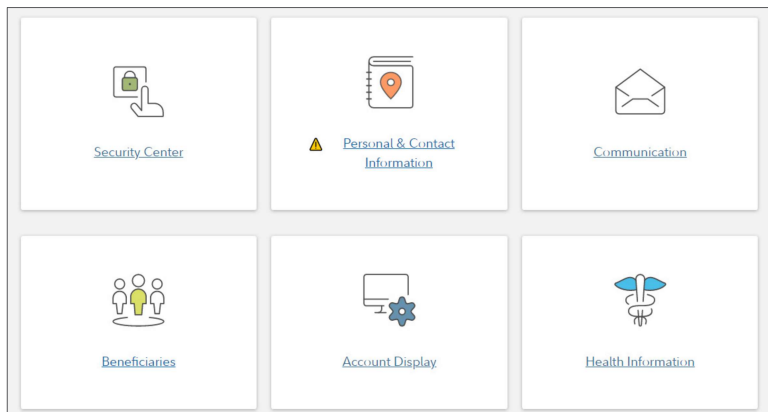 Security Center
Personal & Contact
Information
Communication
Beneficiaries
Account Display
Health Information